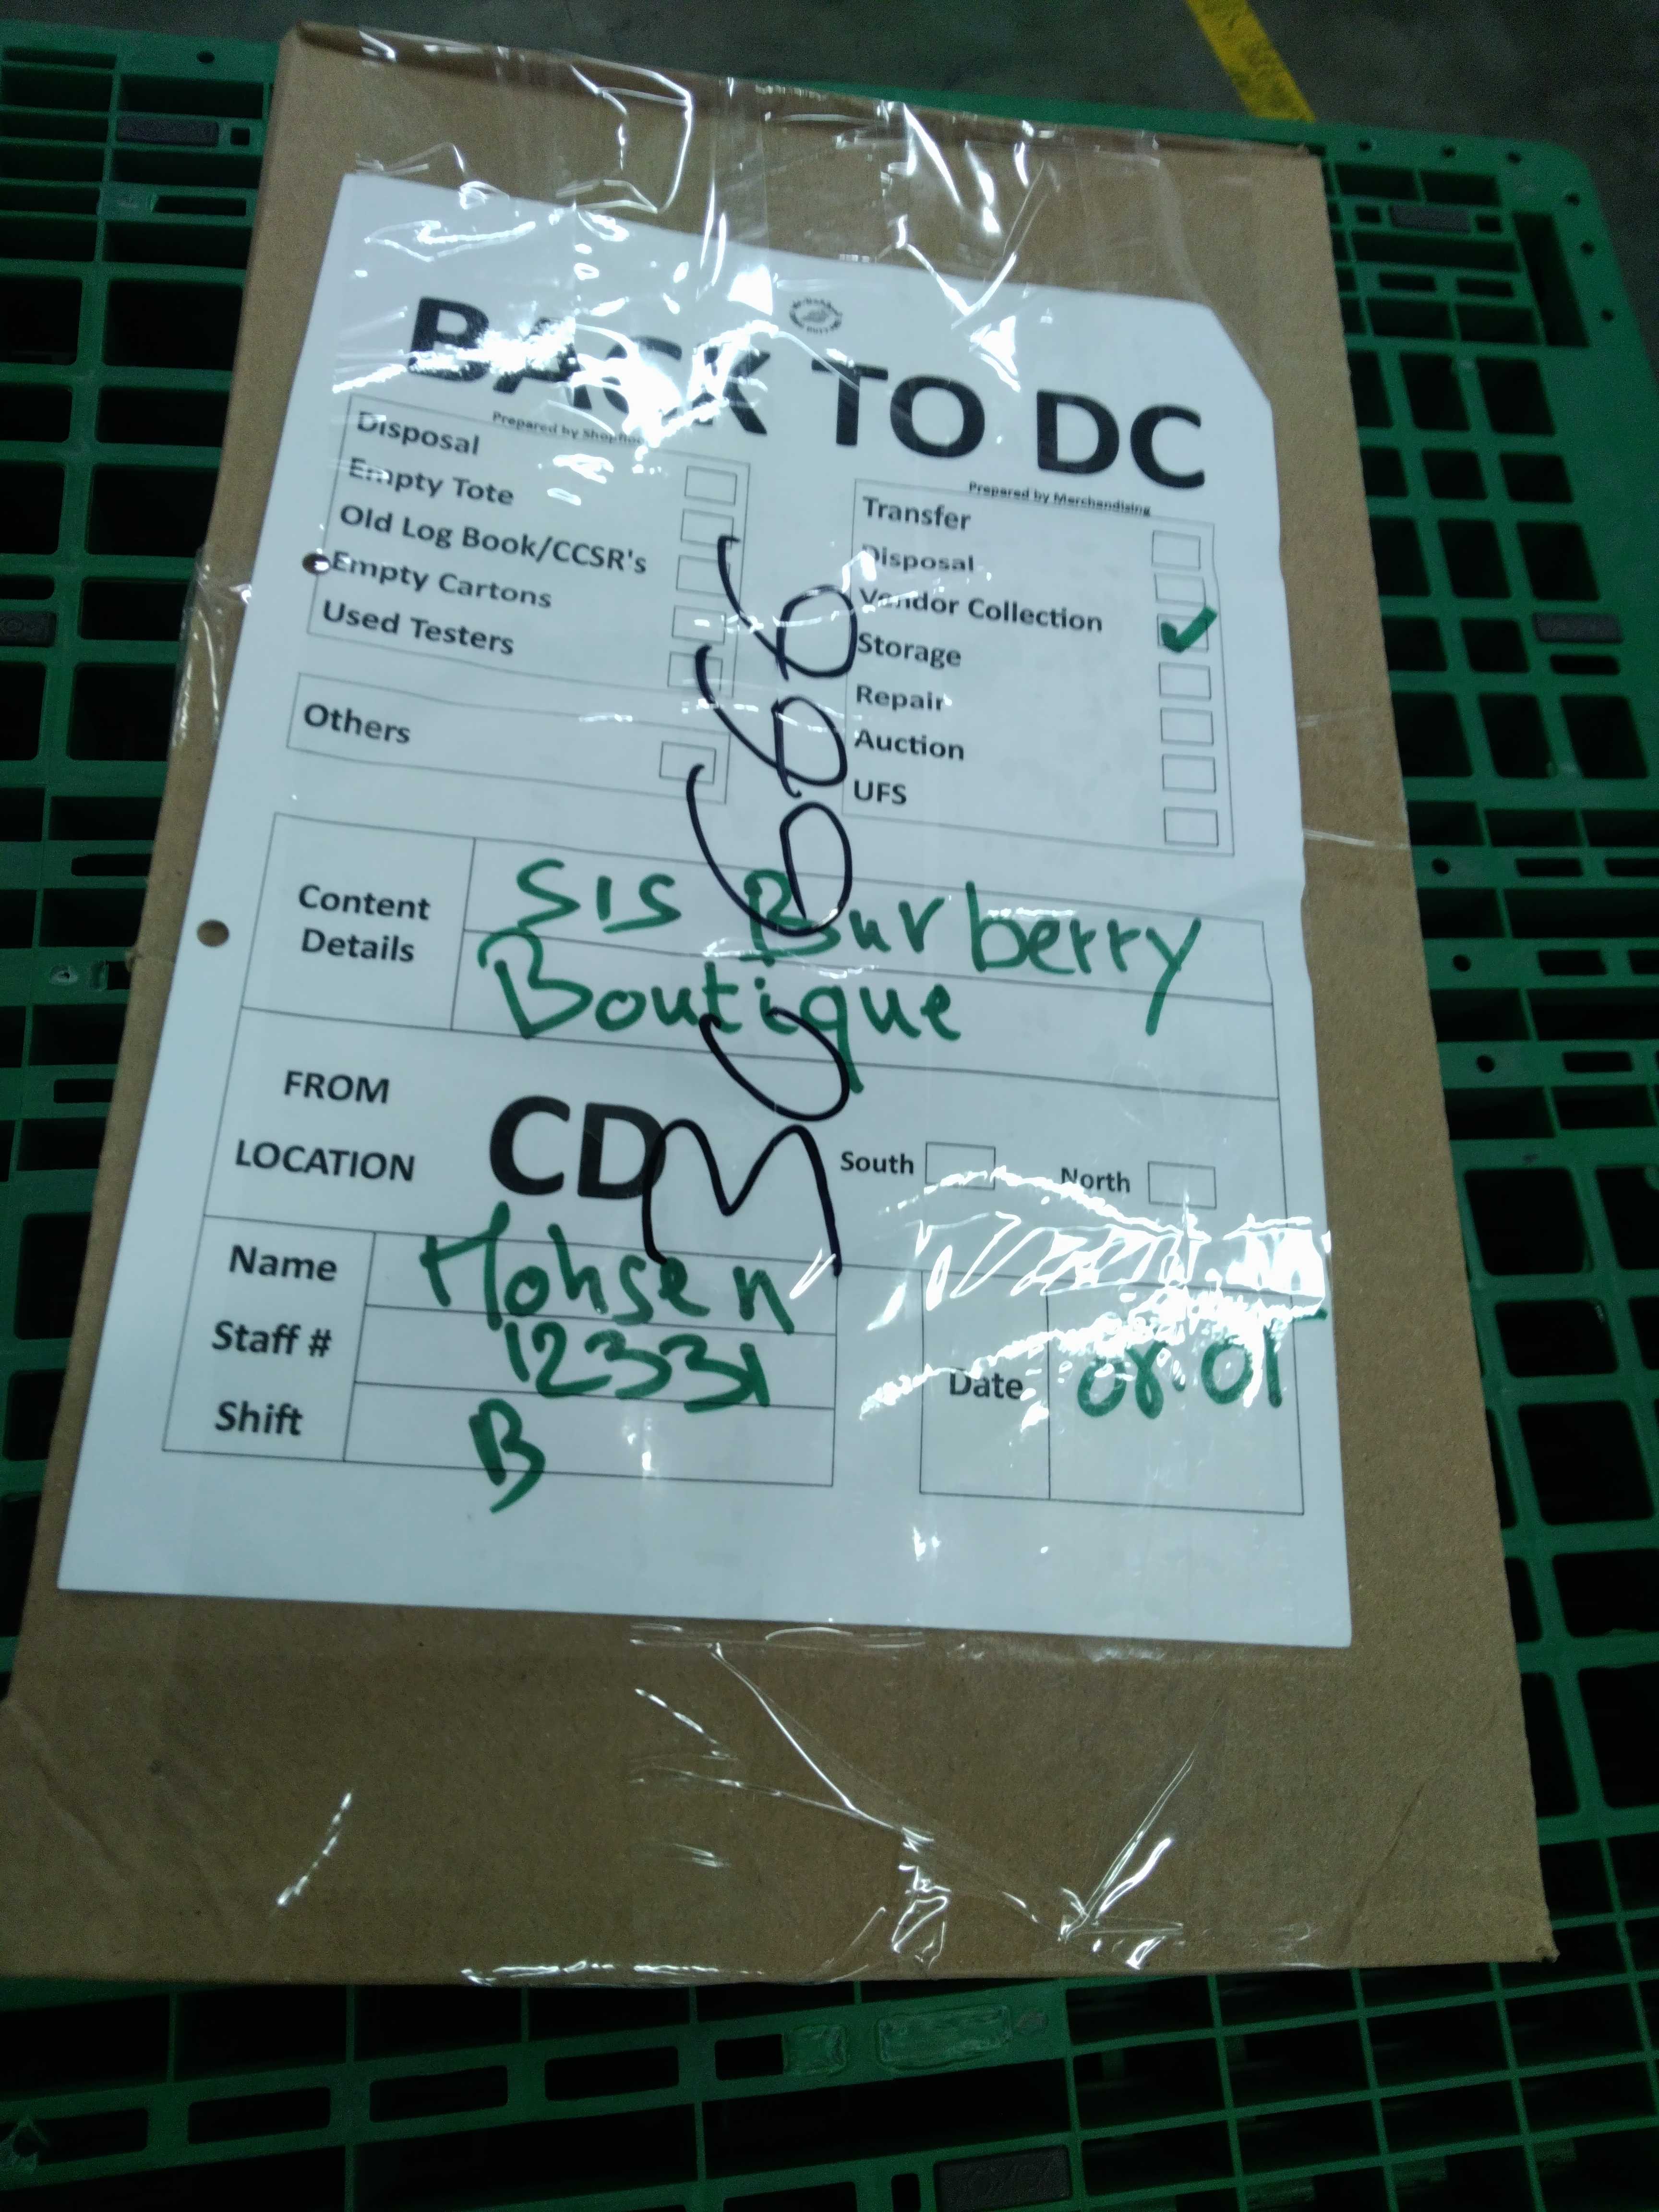 BACK TO DC
Prepared by
Disposal
Empty Tote
Old Log Book/CCSR's
Empty Cartons
Used Testers
Others
Prepared by Merchandising
Transfer
Disposal
Vendor Collection
Storage
Repair
Auction
UFS
30666
Content Details
SIS Burberry
Boutique
FROM
LOCATION
CD
South
North
Name
Mohsen
Staff #
12331
Shift
B
Date
08.01